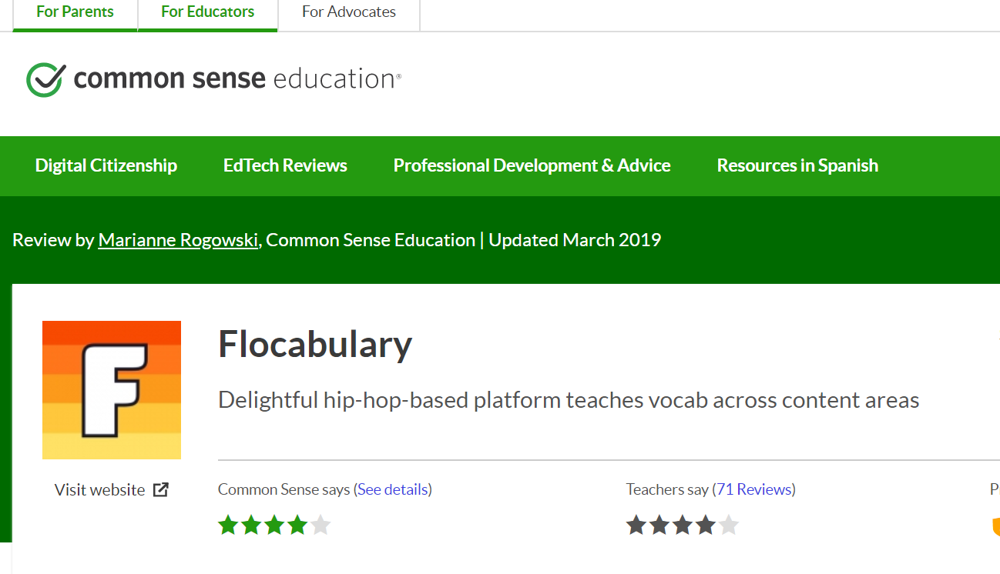 For Parents For Educators For Advocates
common sense education®
Digital Citizenship EdTech Reviews Professional Development & Advice Resources in Spanish
Review by Marianne Rogowski, Common Sense Education | Updated March 2019
F
Flocabulary
Delightful hip-hop-based platform teaches vocab across content areas
Visit website
Common Sense says (See details) Teachers say (71 Reviews)